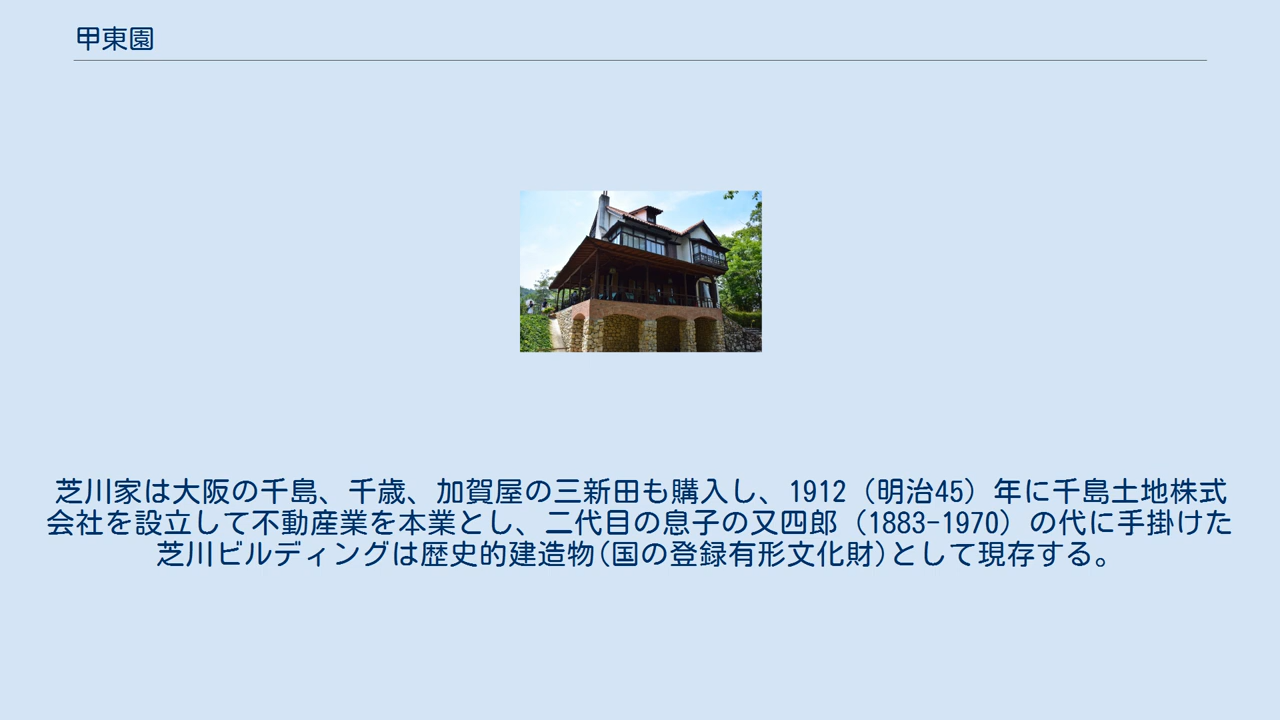 甲東園
芝川家は大阪の千島、千歳、加賀屋の三新田も購入し、1912（明治45）年に千島土地株式
会社を設立して不動産業を本業とし、二代目の息子の又四郎（1883-1970）の代に手掛けた
芝川ビルディングは歴史的建造物(国の登録有形文化財)として現存する。